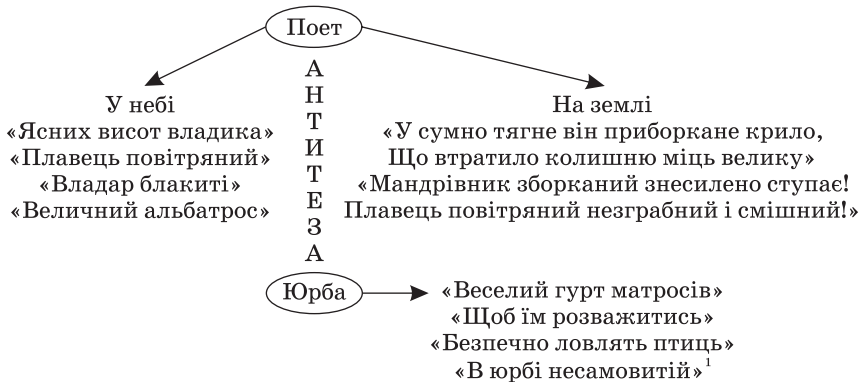 Поет
А
Н
Т
И
Т
Е
З
А
У небі
«Ясних висот владика»
«Плавець повітряний»
«Владар блакиті»
«Величний альбатрос»
На землі
«У сумно тягне він приборкане крило,
Що втратило колишню міць велику»
«Мандрівник зборканий знесилено ступає!
Плавець повітряний незграбний і смішний!»
Юрба
«Веселий гурт матросів»
«Щоб їм розважитись»
«Безпечно ловлять птиць»
«В юрбі несамовитій»¹